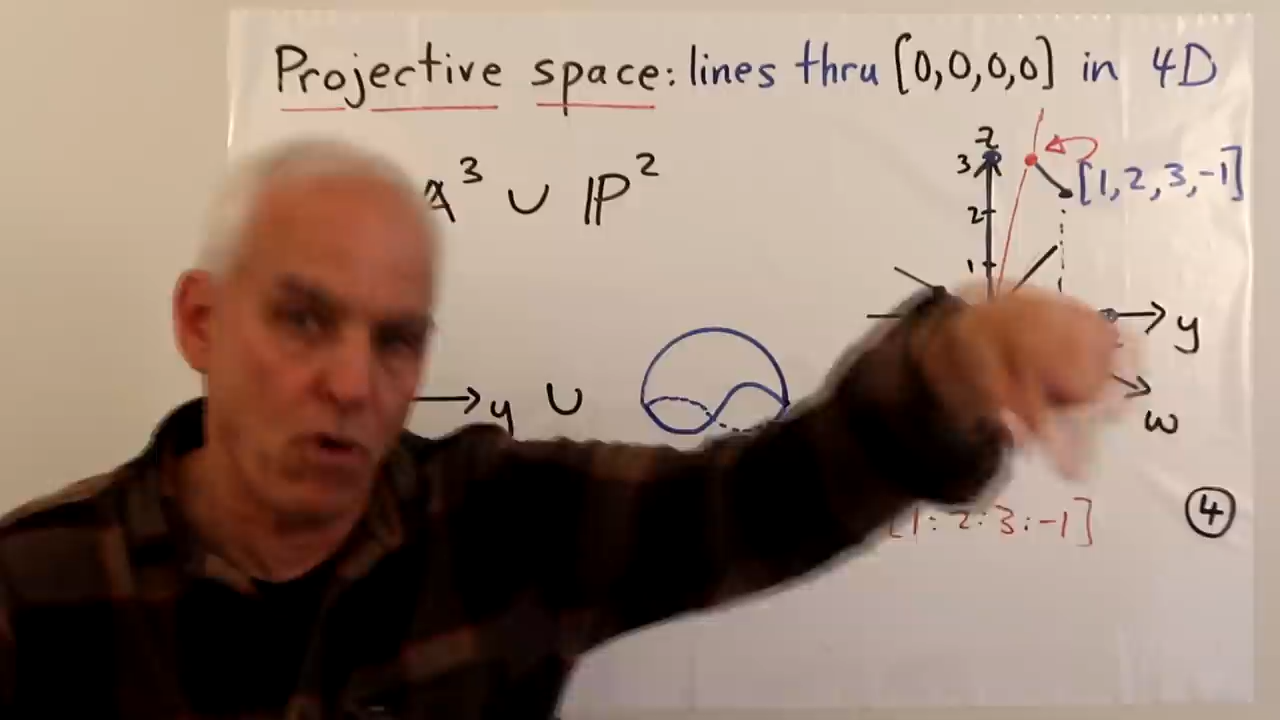 Projective space: lines thru [0,0,0,0] in 4D
A³ ∪ ℙ²
z
3
[1,2,3,-1]
2
1
y
y ∪
w
[1:2:3:-1]
4